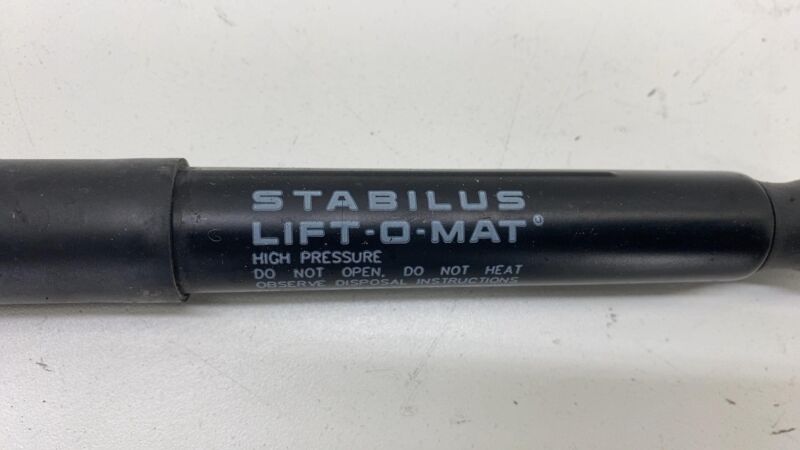 STABILUS
LIFT-O-MAT®
HIGH PRESSURE
DO NOT OPEN, DO NOT HEAT
OBSERVE DISPOSAL INSTRUCTIONS